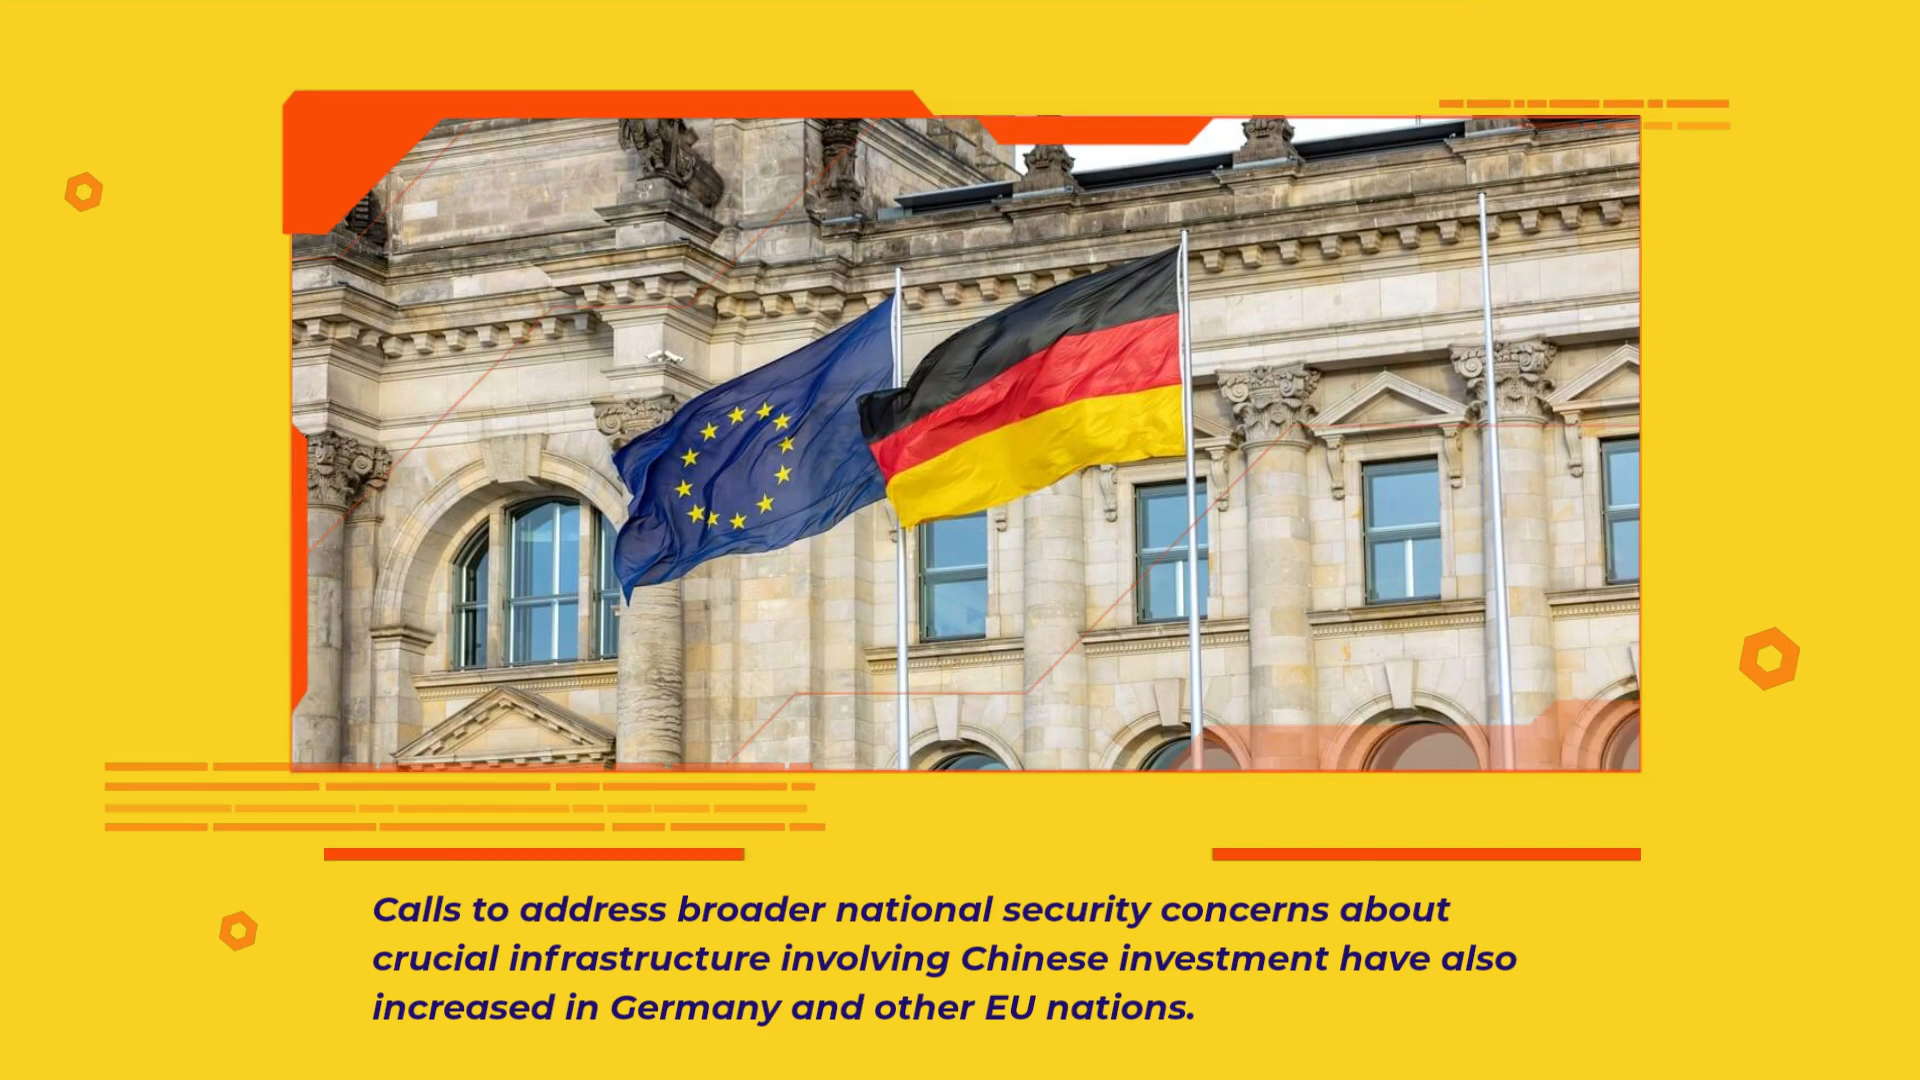 Calls to address broader national security concerns about
crucial infrastructure involving Chinese investment have also
increased in Germany and other EU nations.